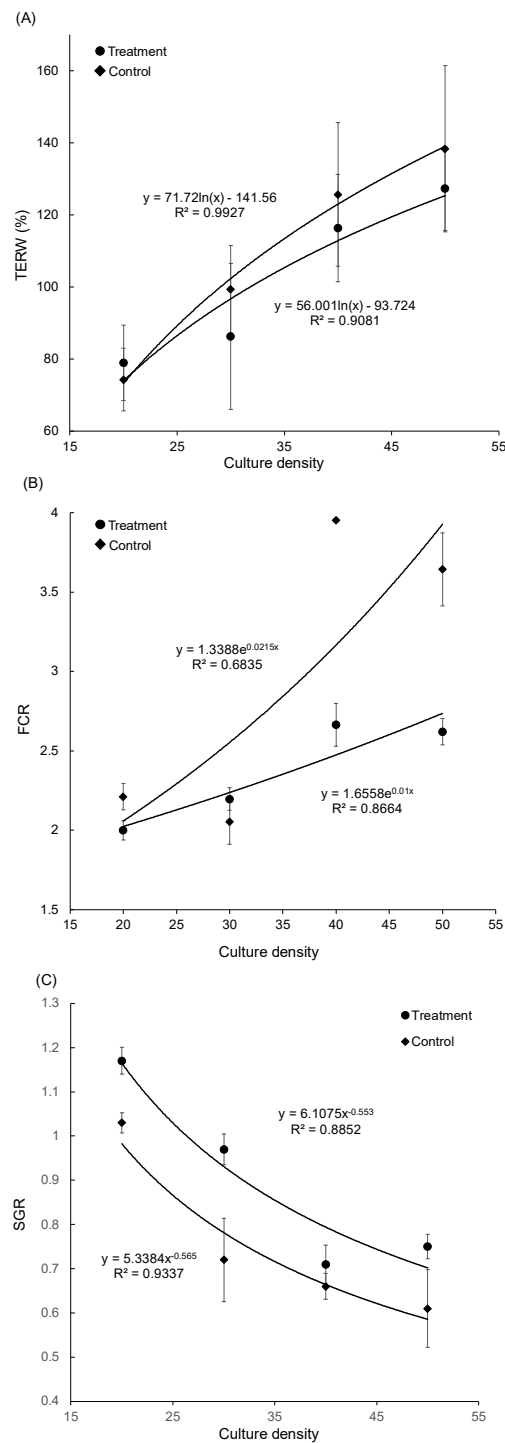 (A)
160
140
120
100
80
60
TERW (%)
Treatment
Control
y = 71.72ln(x) - 141.56
R² = 0.9927
y = 56.001ln(x) - 93.724
R² = 0.9081
15 25 35 45 55
Culture density
(B)
4
3.5
3
2.5
2
1.5
FCR
Treatment
Control
y = 1.3388e^0.0215x
R² = 0.6835
y = 1.6558e^0.01x
R² = 0.8664
15 20 25 30 35 40 45 50 55
Culture density
(C)
1.3
1.2
1.1
1
0.9
0.8
0.7
0.6
0.5
0.4
SGR
Treatment
Control
y = 6.1075x^-0.553
R² = 0.8852
y = 5.3384x^-0.565
R² = 0.9337
15 25 35 45 55
Culture density